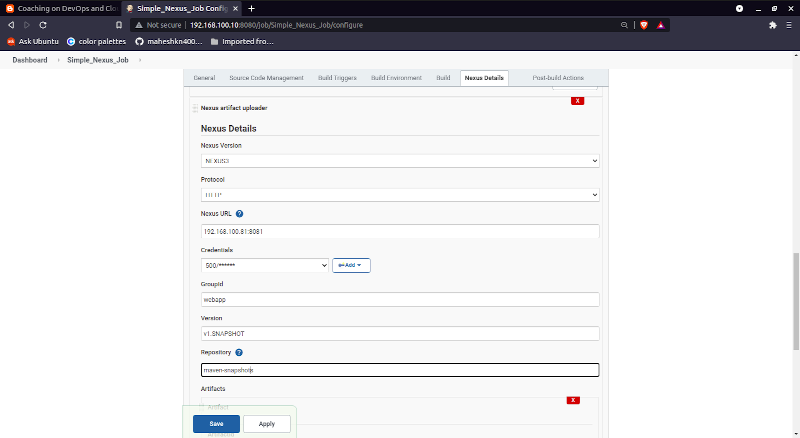 Coaching on DevOps and Clou
Simple_Nexus_Job Config
Not secure 192.168.100.10:8080/job/Simple_Nexus_Job/configure
Ask Ubuntu color palettes maheshkn400... Imported fro...
Dashboard Simple_Nexus_Job
General Source Code Management Build Triggers Build Environment Build Nexus Details Post-build Actions
X
Nexus artifact uploader
Nexus Details
Nexus Version
NEXUS3
Protocol
HTTP
Nexus URL ?
192.168.100.81:8081
Credentials
500/****** Add
GroupId
webapp
Version
v1.SNAPSHOT
Repository ?
maven-snapshots
Artifacts
X
Artifact
Save Apply
ArtifactId